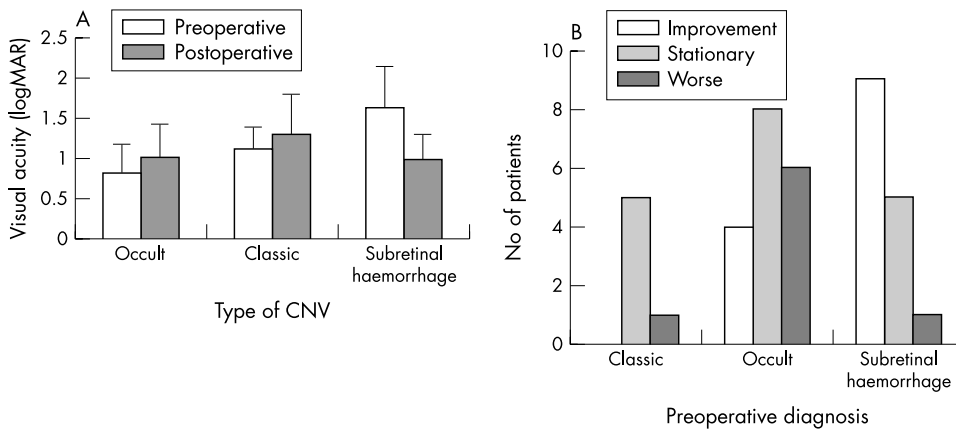 A
Preoperative
Postoperative
Visual acuity (logMAR)
2.5
2
1.5
1
0.5
0
Occult
Classic
Subretinal
haemorrhage
Type of CNV
B
Improvement
Stationary
Worse
No of patients
10
8
6
4
2
0
Classic
Occult
Subretinal
haemorrhage
Preoperative diagnosis